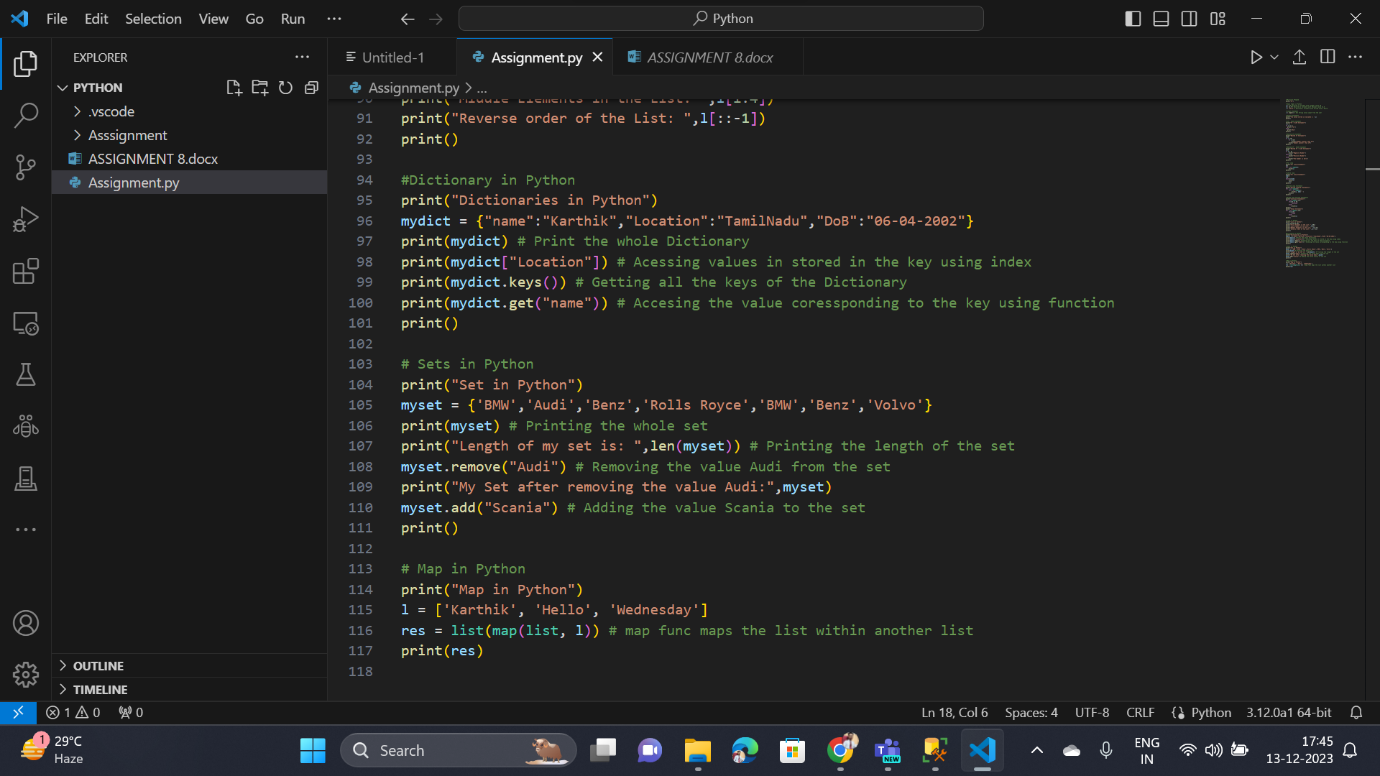 File Edit Selection View Go Run ··· Python
EXPLORER ···
PYTHON
.vscode
Asssignment
ASSIGNMENT 8.docx
Assignment.py
OUTLINE
TIMELINE
Untitled-1 Assignment.py ASSIGNMENT 8.docx
Assignment.py > ...
90 print("Middle Elements in the List: ",l[1:4])
91 print("Reverse order of the List: ",l[::-1])
92 print()
93
94 #Dictionary in Python
95 print("Dictionaries in Python")
96 mydict = {"name":"Karthik","Location":"TamilNadu","DoB":"06-04-2002"}
97 print(mydict) # Print the whole Dictionary
98 print(mydict["Location"]) # Acessing values in stored in the key using index
99 print(mydict.keys()) # Getting all the keys of the Dictionary
100 print(mydict.get("name")) # Accesing the value coressponding to the key using function
101 print()
102
103 # Sets in Python
104 print("Set in Python")
105 myset = {'BMW','Audi','Benz','Rolls Royce','BMW','Benz','Volvo'}
106 print(myset) # Printing the whole set
107 print("Length of my set is: ",len(myset)) # Printing the length of the set
108 myset.remove("Audi") # Removing the value Audi from the set
109 print("My Set after removing the value Audi:",myset)
110 myset.add("Scania") # Adding the value Scania to the set
111 print()
112
113 # Map in Python
114 print("Map in Python")
115 l = ['Karthik', 'Hello', 'Wednesday']
116 res = list(map(list, l)) # map func maps the list within another list
117 print(res)
118
1 0 0 Ln 18, Col 6 Spaces: 4 UTF-8 CRLF Python 3.12.0a1 64-bit
1 29°C
Haze
Search
NEW
ENG
IN
17:45
13-12-2023